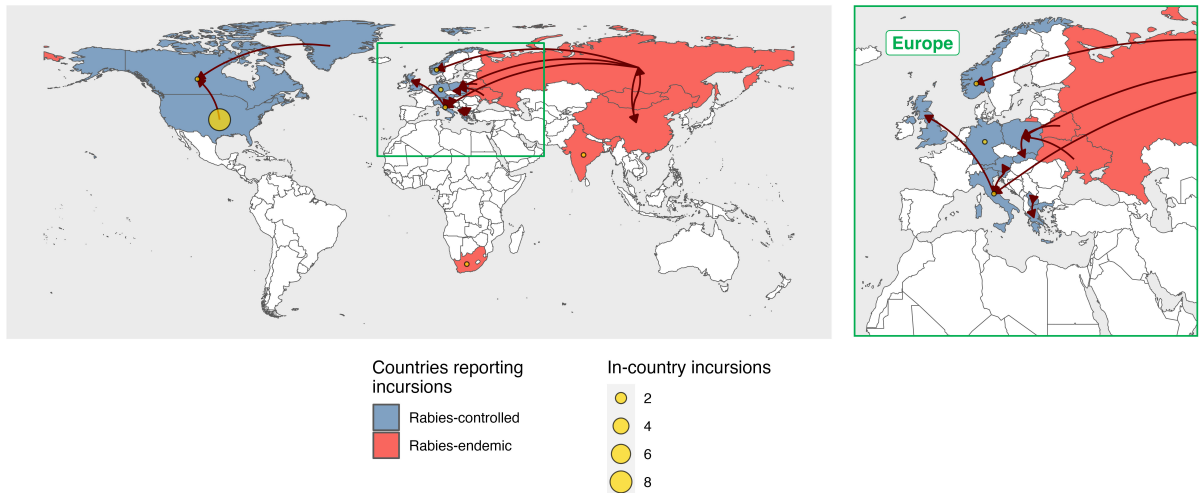 Europe
Countries reporting
incursions
Rabies-controlled
Rabies-endemic
In-country incursions
2
4
6
8